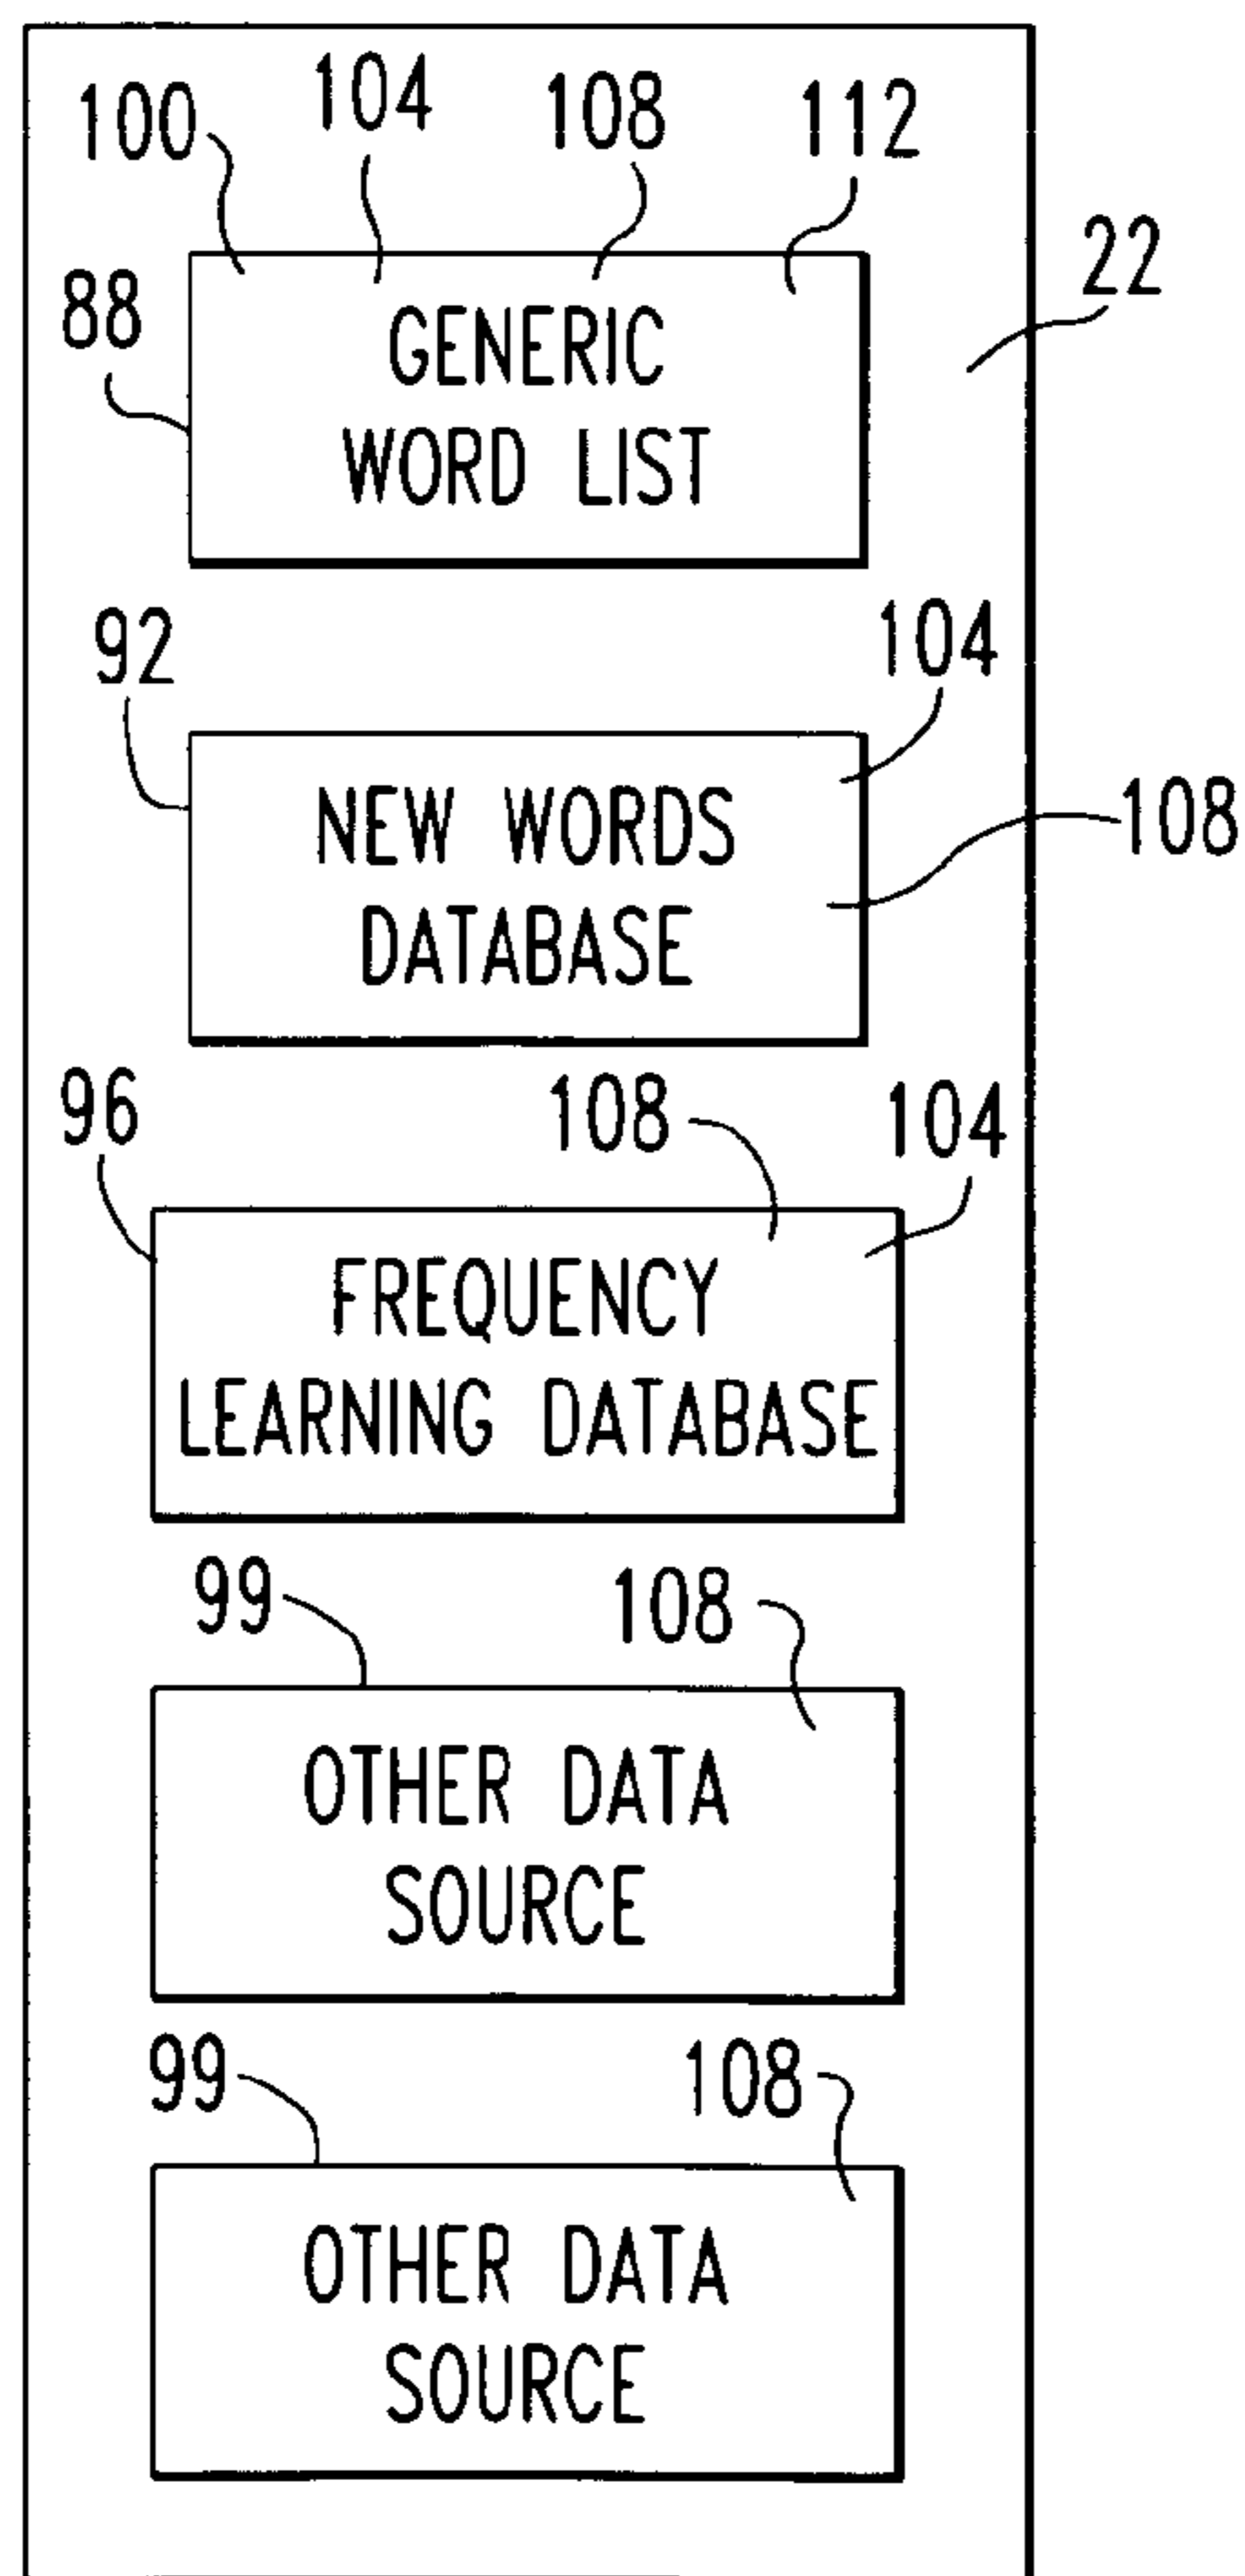 100 104 108 112
22
88
GENERIC
WORD LIST
92
104
NEW WORDS
DATABASE
108
96
108
104
FREQUENCY
LEARNING DATABASE
99
108
OTHER DATA
SOURCE
99
108
OTHER DATA
SOURCE